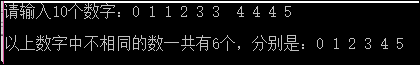 请输入10个数字：0 1 1 2 3 3  4 4 4 5
以上数字中不相同的数一共有6个，分别是：0 1 2 3 4 5